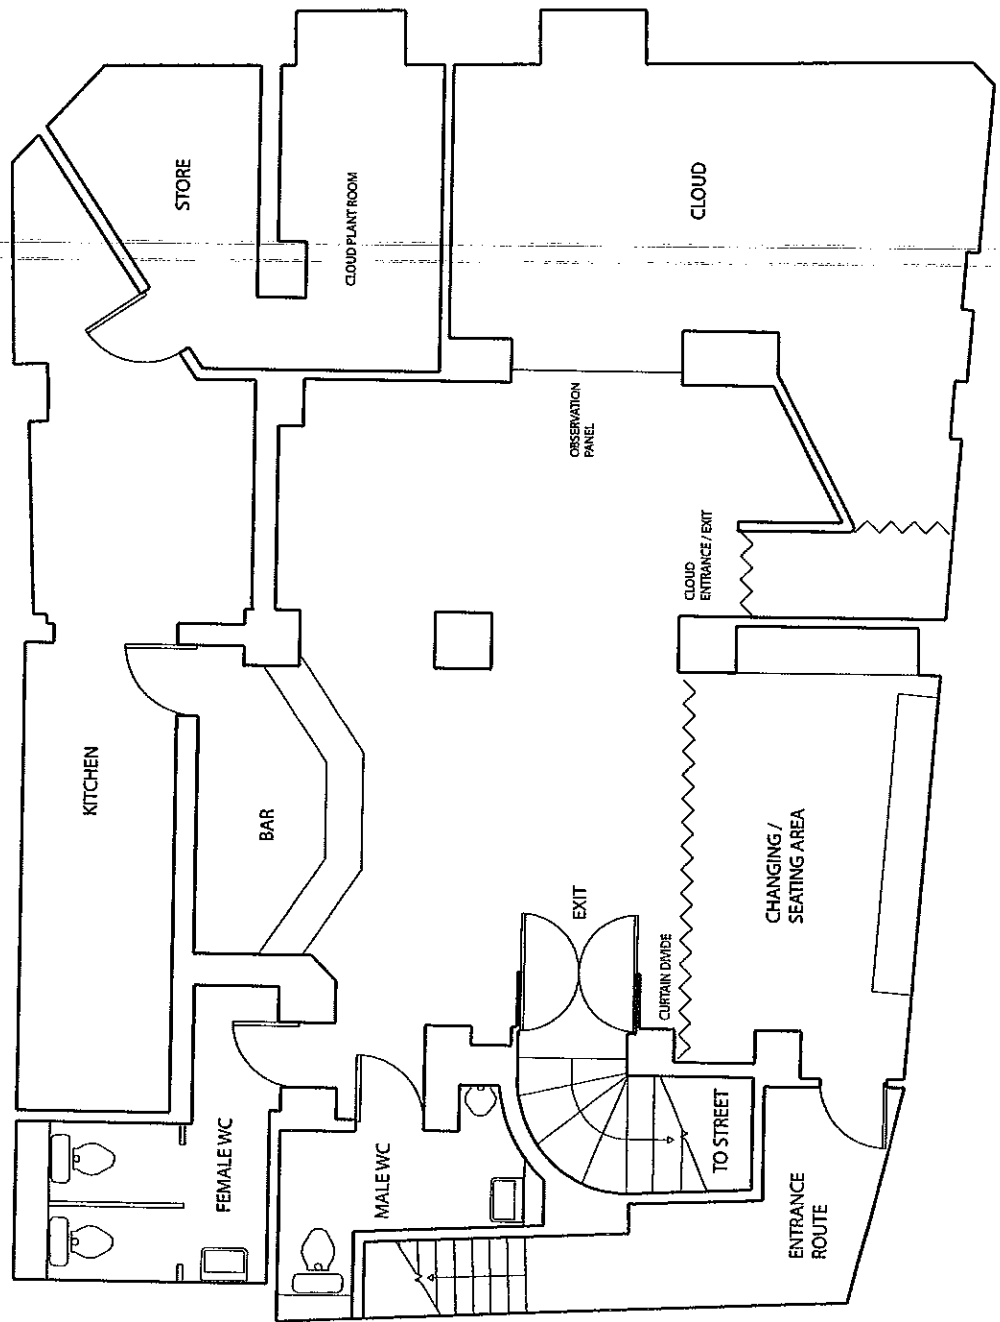 STORE
CLOUD PLANT ROOM
CLOUD
OBSERVATION
PANEL
CLOUD
ENTRANCE / EXIT
KITCHEN
BAR
CHANGING /
SEATING AREA
EXIT
CURTAIN DIVIDE
FEMALE WC
MALE WC
TO STREET
ENTRANCE
ROUTE